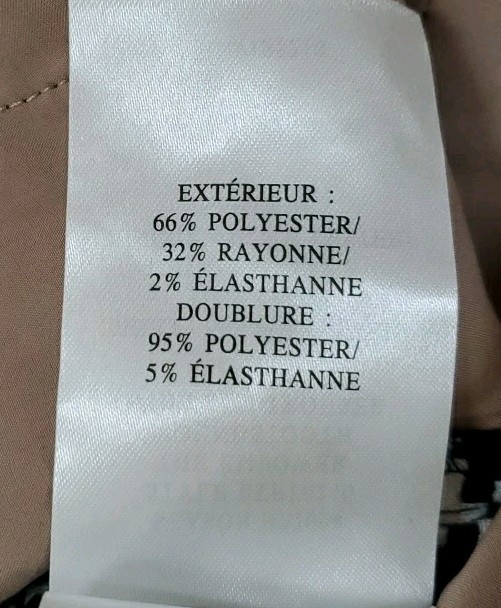 EXTÉRIEUR :
66% POLYESTER/
32% RAYONNE/
2% ÉLASTHANNE
DOUBLURE :
95% POLYESTER/
5% ÉLASTHANNE